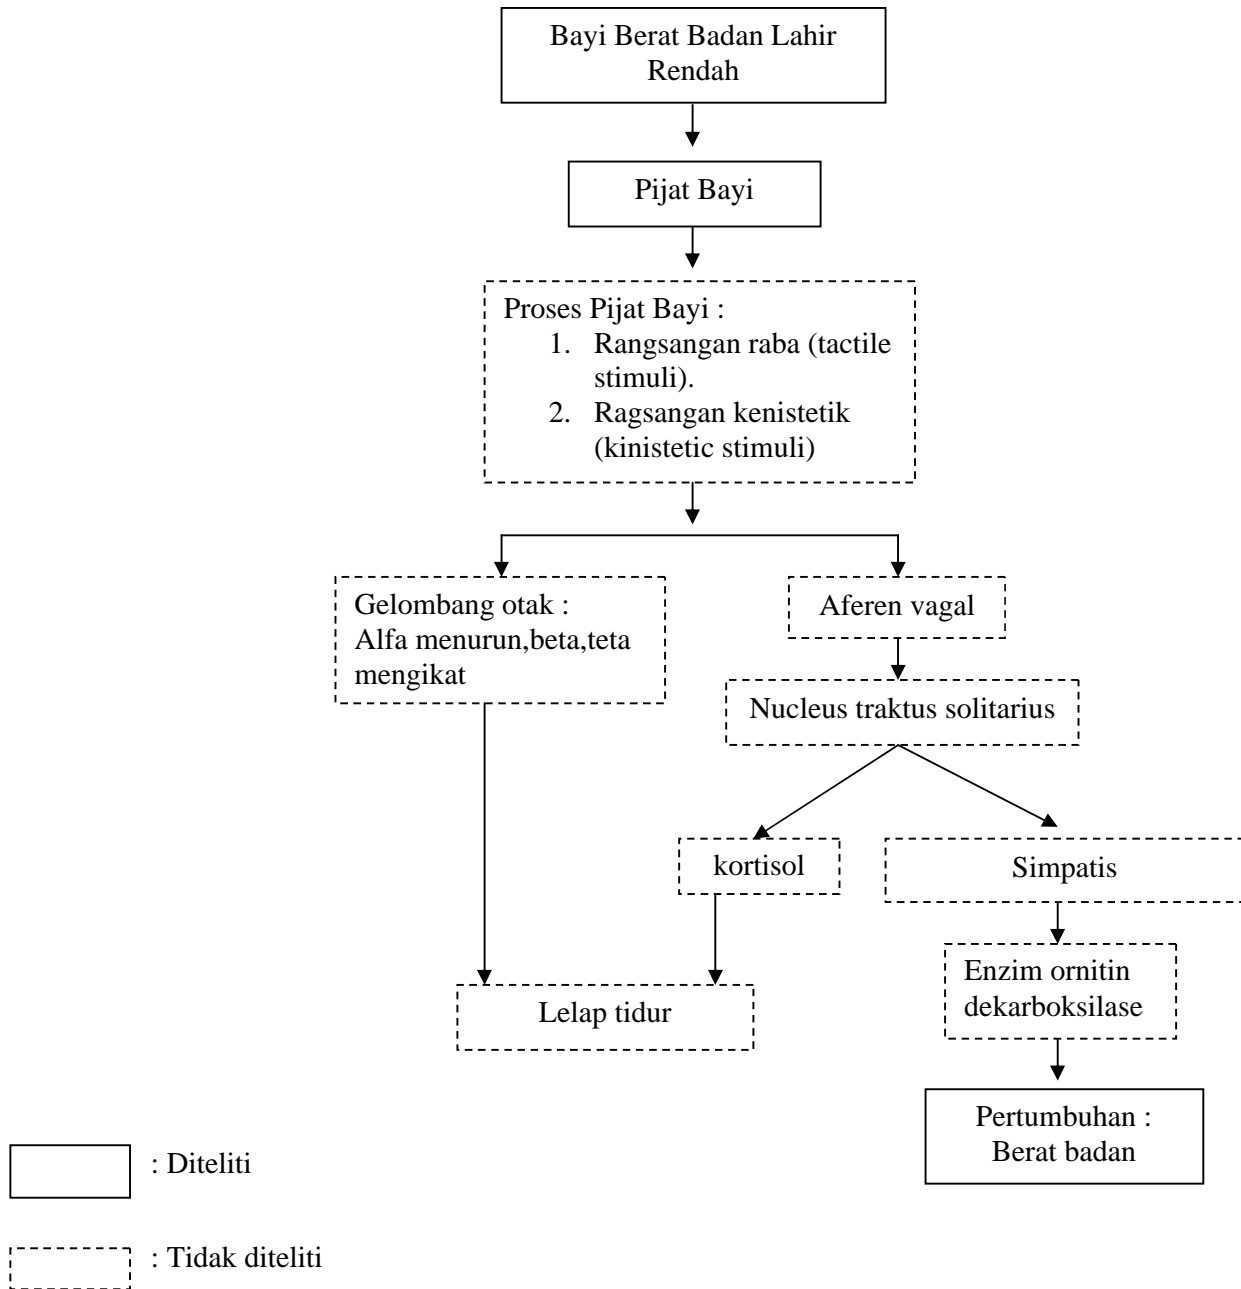 Bayi Berat Badan Lahir
Rendah
Pijat Bayi
Proses Pijat Bayi :
1. Rangsangan raba (tactile
stimuli).
2. Ragsangan kenistetik
(kinistetic stimuli)
Gelombang otak :
Alfa menurun,beta,teta
mengikat
Aferen vagal
Nucleus traktus solitarius
kortisol
Simpatis
Lelap tidur
Enzim ornitin
dekarboksilase
Pertumbuhan :
Berat badan
: Diteliti
: Tidak diteliti